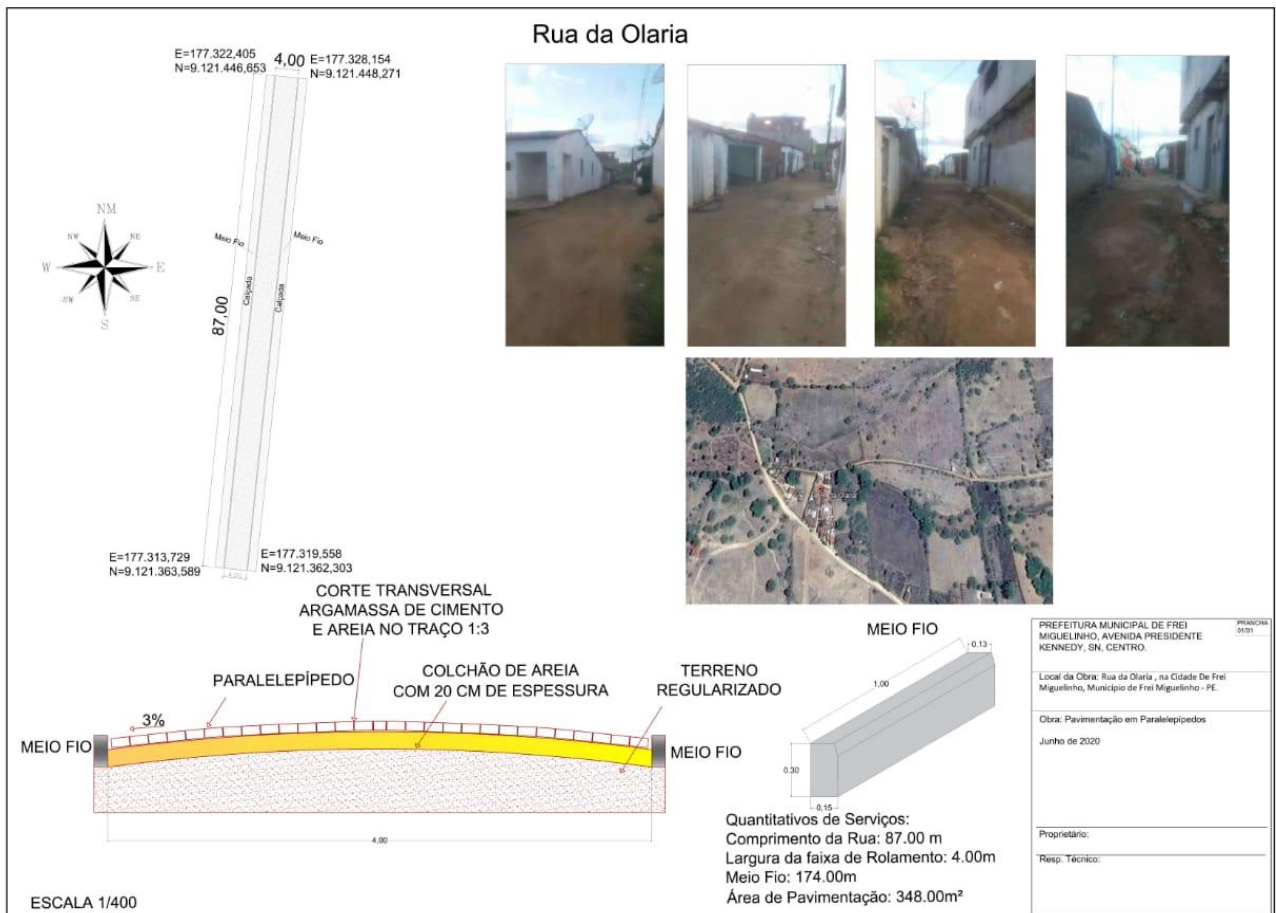 Rua da Olaria
E=177.322,405
N=9.121.446,653
4,00
E=177.328,154
N=9.121.448,271
NM
NW
NE
W
E
SW
SE
S
Meio Fio
Meio Fio
Calçada
Calçada
87,00
E=177.313,729
N=9.121.363,589
E=177.319,558
N=9.121.362,303
CORTE TRANSVERSAL
ARGAMASSA DE CIMENTO
E AREIA NO TRAÇO 1:3
PARALELEPÍPEDO
COLCHÃO DE AREIA
COM 20 CM DE ESPESSURA
TERRENO
REGULARIZADO
3%
MEIO FIO
MEIO FIO
4,00
ESCALA 1/400
MEIO FIO
0.13
1,00
0.30
0,15
Quantitativos de Serviços:
Comprimento da Rua: 87.00 m
Largura da faixa de Rolamento: 4.00m
Meio Fio: 174.00m
Área de Pavimentação: 348.00m²
PREFEITURA MUNICIPAL DE FREI
MIGUELINHO, AVENIDA PRESIDENTE
KENNEDY, SN, CENTRO.
PRANCHA
01/01
Local da Obra: Rua da Olaria , na Cidade De Frei
Miguelinho, Município de Frei Miguelinho - PE.
Obra: Pavimentação em Paralelepípedos
Junho de 2020
Proprietário:
Resp. Técnico: